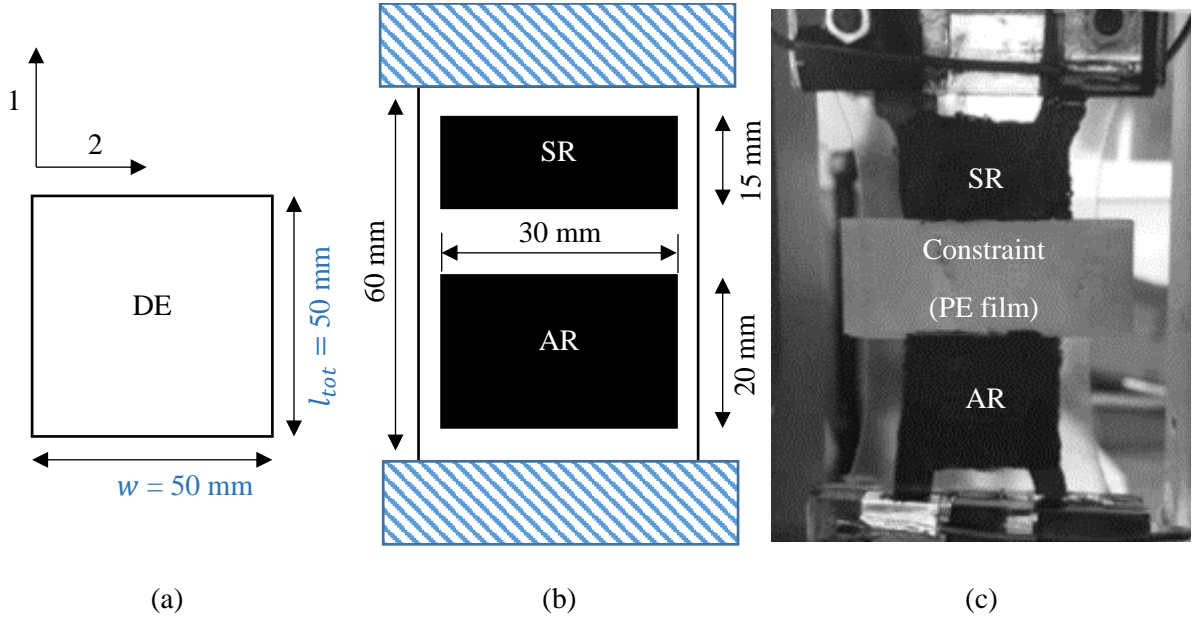 1
2
DE
l_tot = 50 mm
w = 50 mm
(a)
60 mm
SR
15 mm
30 mm
AR
20 mm
(b)
SR
Constraint
(PE film)
AR
(c)